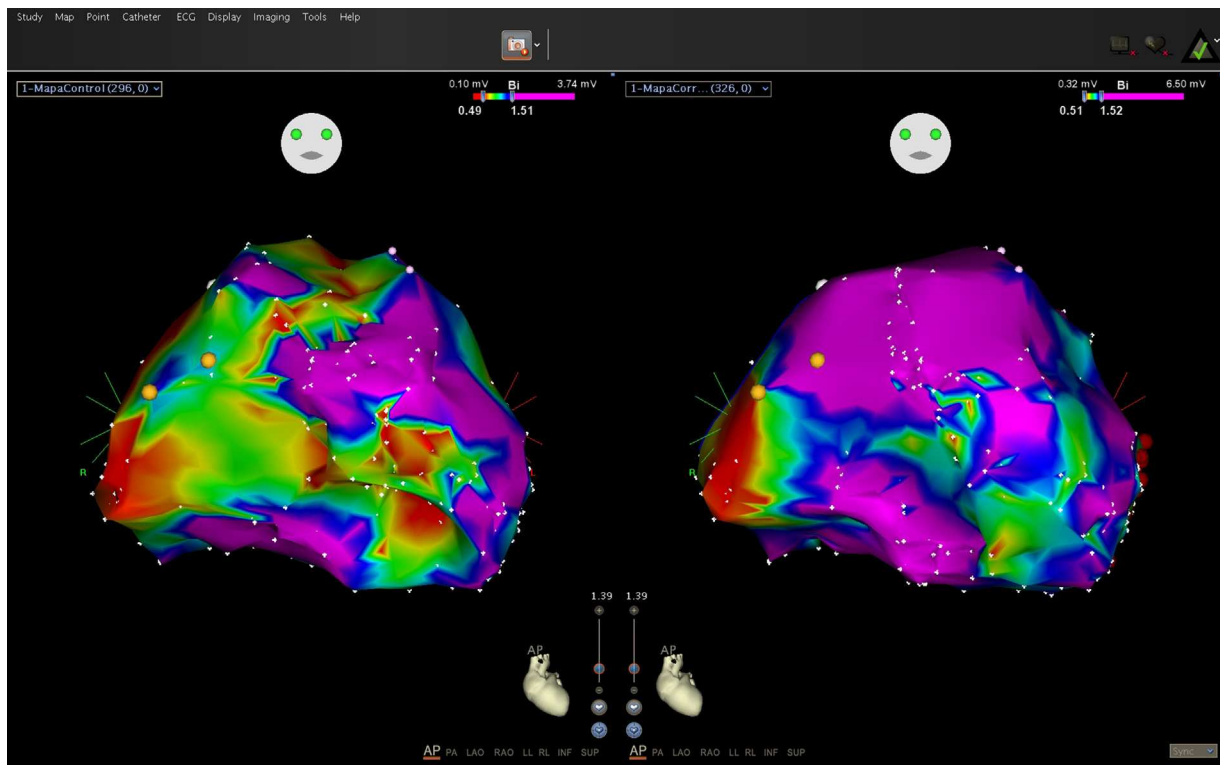 Study Map Point Catheter ECG Display Imaging Tools Help
1-MapaControl (296, 0)
0.10 mV Bi 3.74 mV
0.49 1.51
1-MapaCorr... (326, 0)
0.32 mV Bi 6.50 mV
0.51 1.52
R
R
1.39 1.39
AP
AP
AP PA LAO RAO LL RL INF SUP
AP PA LAO RAO LL RL INF SUP
Sync